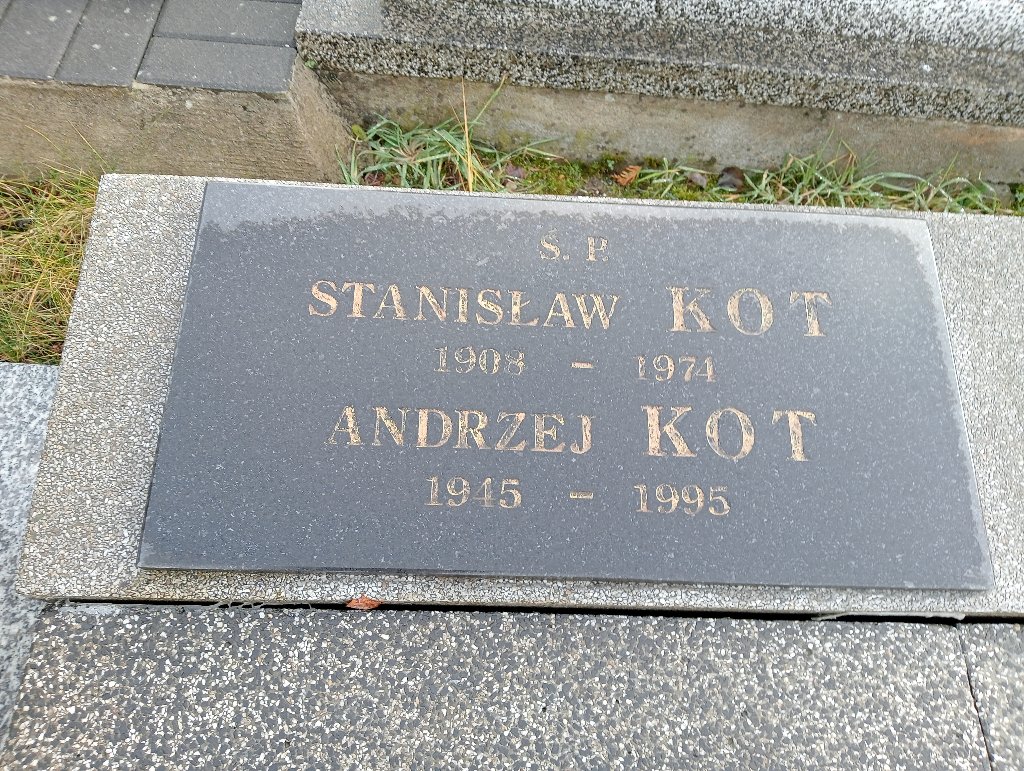 Ś. P.
STANISŁAW KOT
1908 – 1974
ANDRZEJ KOT
1945 – 1995